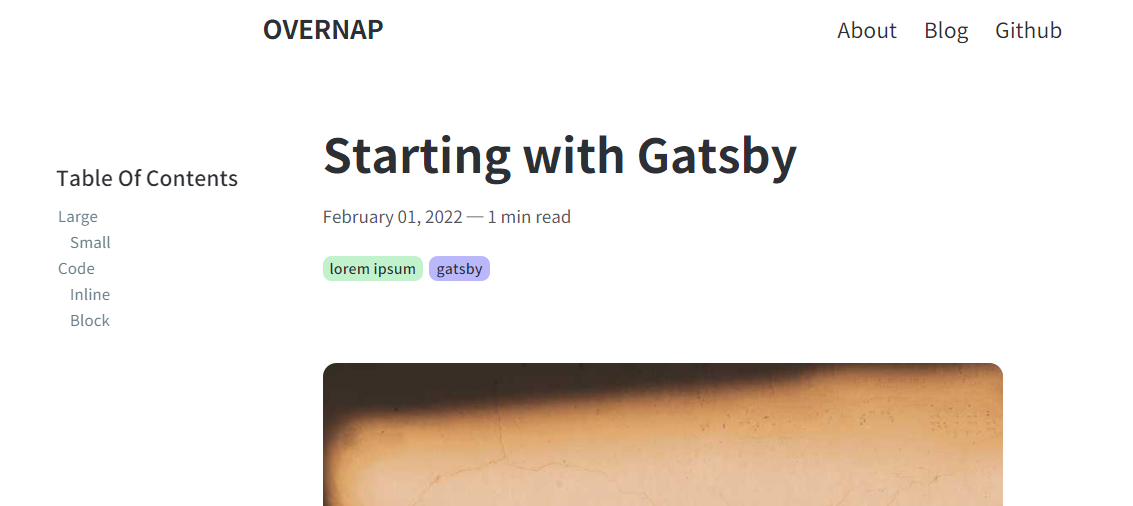 OVERNAP
About Blog Github
Starting with Gatsby
February 01, 2022 — 1 min read
lorem ipsum gatsby
Table Of Contents
Large
Small
Code
Inline
Block